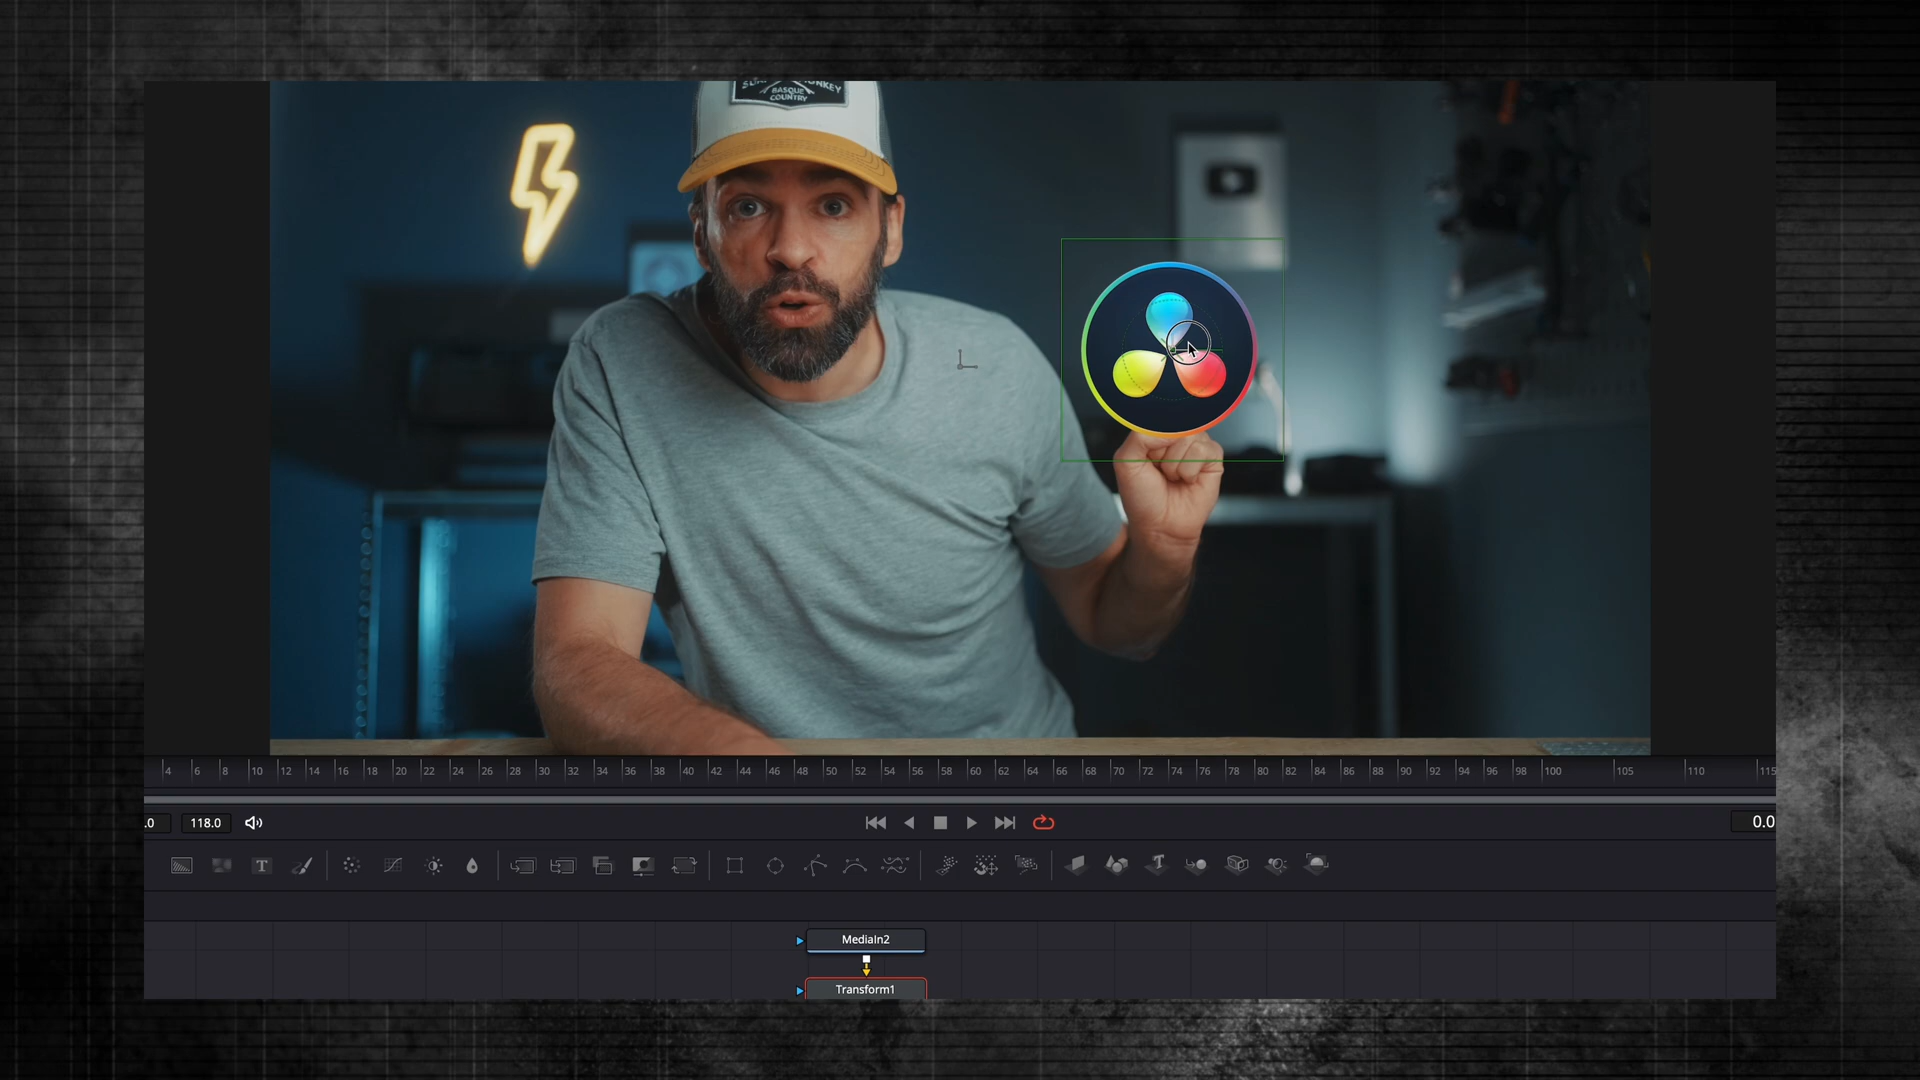 BASQUE
COUNTRY
4 6 8 10 12 14 16 18 20 22 24 26 28 30 32 34 36 38 40 42 44 46 48 50 52 54 56 58 60 62 64 66 68 70 72 74 76 78 80 82 84 86 88 90 92 94 96 98 100 105 110 115
.0 118.0 0.0
T
MediaIn2
Transform1